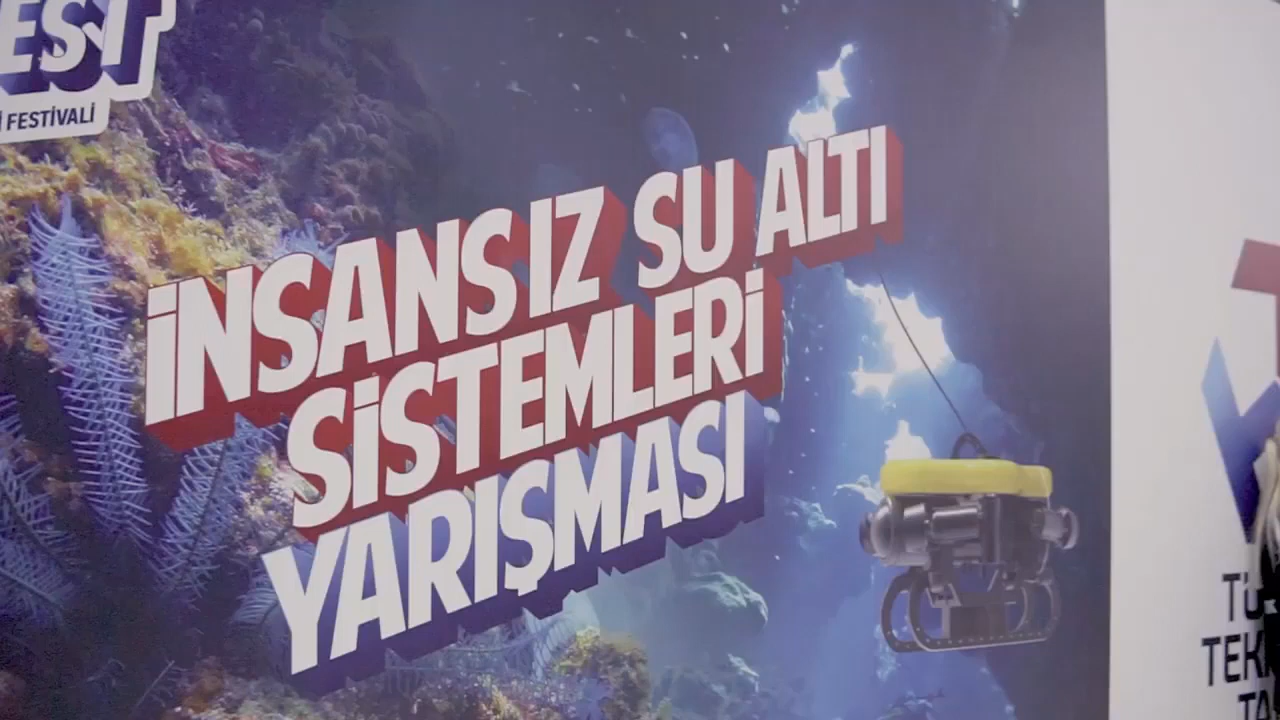 EST
İ FESTİVALİ
İNSANSIZ SU ALTI
SİSTEMLERİ
YARIŞMASI